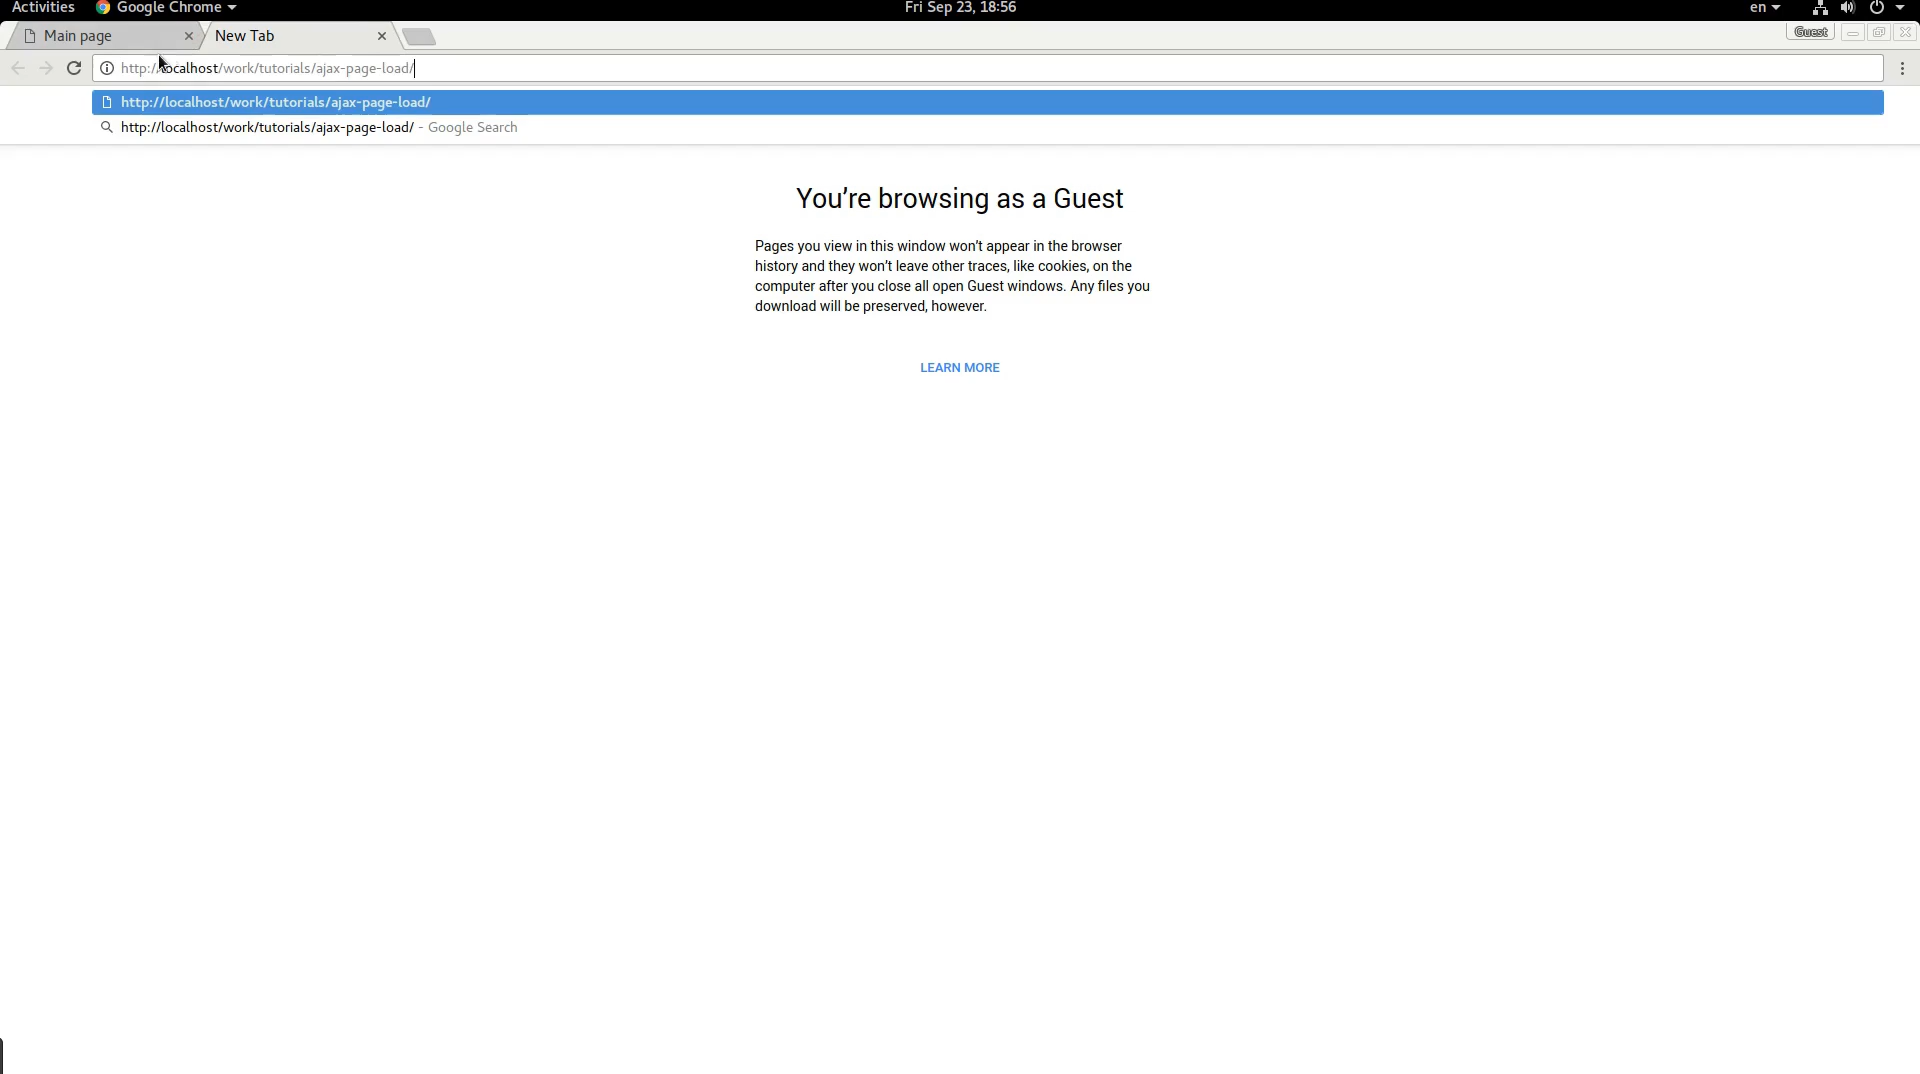 Activities Google Chrome Fri Sep 23, 18:56 en
Main page New Tab Guest
http://localhost/work/tutorials/ajax-page-load/
http://localhost/work/tutorials/ajax-page-load/
http://localhost/work/tutorials/ajax-page-load/ - Google Search
You’re browsing as a Guest
Pages you view in this window won’t appear in the browser
history and they won’t leave other traces, like cookies, on the
computer after you close all open Guest windows. Any files you
download will be preserved, however.
LEARN MORE